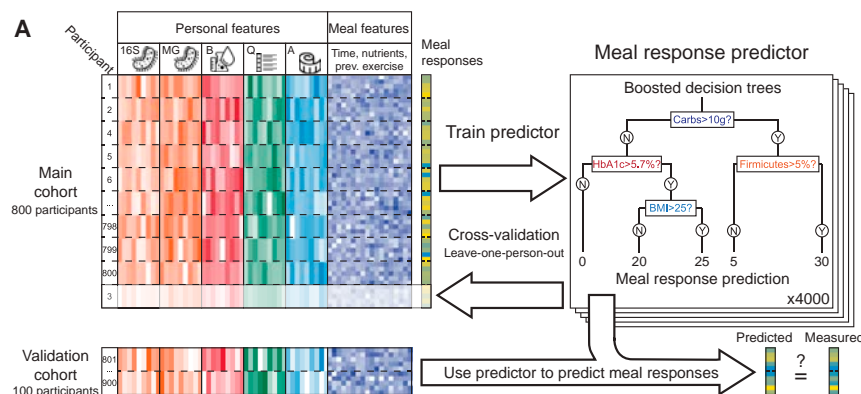 A
Participant
Personal features
Meal features
16S
MG
B
Q
A
Time, nutrients,
prev. exercise
Meal
responses
1
2
4
5
6
...
798
799
800
3
Main
cohort
800 participants
Train predictor
Cross-validation
Leave-one-person-out
Meal response predictor
Boosted decision trees
Carbs>10g?
N
Y
HbA1c>5.7%?
Firmicutes>5%?
N
Y
BMI>25?
N
Y
N
Y
0
20
25
5
30
Meal response prediction
x4000
Validation
cohort
100 participants
801
...
900
Use predictor to predict meal responses
Predicted
Measured
?
=